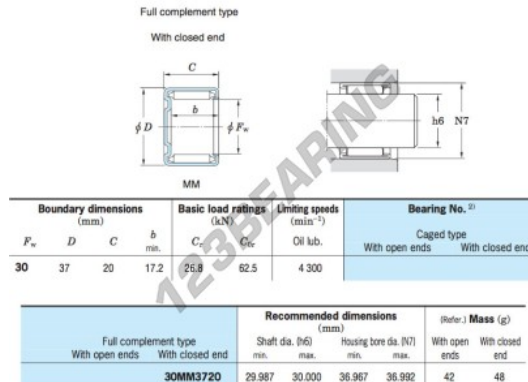 Full complement type
With closed end
C
b
φ D
φ Fw
h6
N7
MM
123BEARING
Boundary dimensions (mm)
Basic load ratings (kN)
Limiting speeds (min⁻¹)
Bearing No. 2)
Fw D C b min. Cr C0r Oil lub.
Caged type
With open ends With closed end
30 37 20 17.2 26.8 62.5 4 300
Recommended dimensions (mm)
(Refer.) Mass (g)
Full complement type
With open ends With closed end
Shaft dia. (h6) min. max.
Housing bore dia. (N7) min. max.
With open ends
With closed end
30MM3720 29.987 30.000 36.967 36.992 42 48